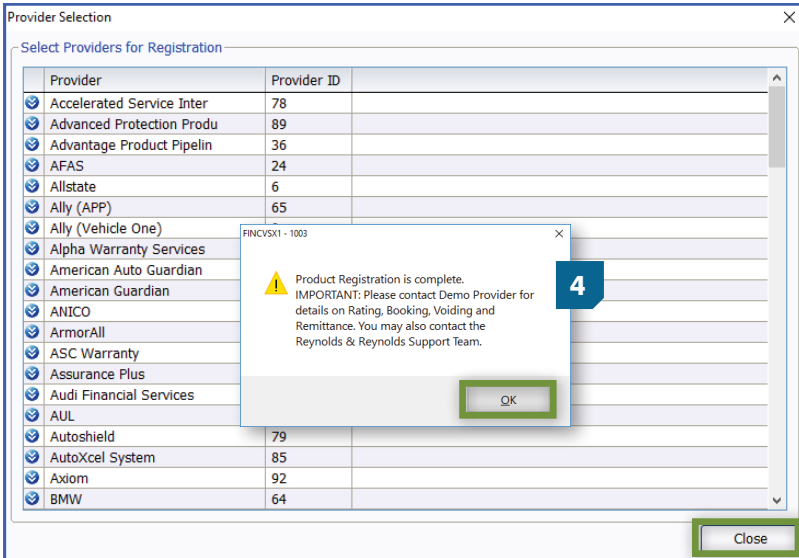 Provider Selection
Select Providers for Registration
Provider Provider ID
Accelerated Service Inter 78
Advanced Protection Produ 89
Advantage Product Pipelin 36
AFAS 24
Allstate 6
Ally (APP) 65
Ally (Vehicle One)
Alpha Warranty Services
American Auto Guardian
American Guardian
ANICO
ArmorAll
ASC Warranty
Assurance Plus
Audi Financial Services
AUL
Autoshield 79
AutoXcel System 85
Axiom 92
BMW 64
FINCVSX1 - 1003
Product Registration is complete.
IMPORTANT: Please contact Demo Provider for
details on Rating, Booking, Voiding and
Remittance. You may also contact the
Reynolds & Reynolds Support Team.
OK
4
Close